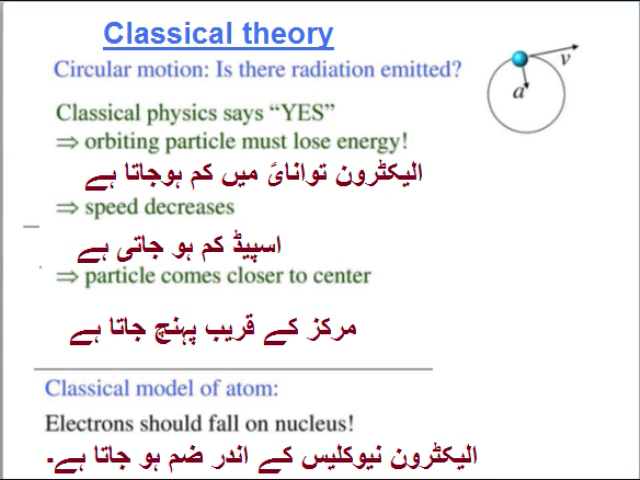 Classical theory
Circular motion: Is there radiation emitted?
v
a
Classical physics says “YES”
⇒ orbiting particle must lose energy!
الیکٹرون توانائ میں کم ہوجاتا ہے
⇒ speed decreases
اسپیڈ کم ہو جاتی ہے
⇒ particle comes closer to center
مرکز کے قریب پہنچ جاتا ہے
Classical model of atom:
Electrons should fall on nucleus!
الیکٹرون نیوکلیس کے اندر ضم ہو جاتا ہے۔